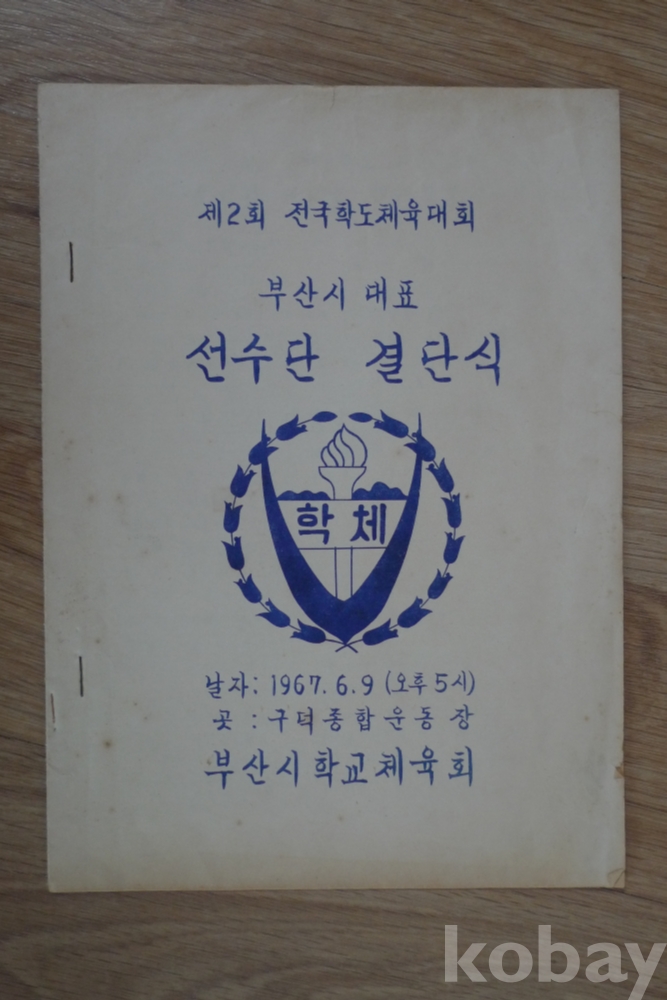 제2회 전국학도체육대회
부산시 대표
선수단 결단식
학 체
날자: 1967. 6. 9 (오후 5시)
곳 : 구덕종합운동장
부산시학교체육회
kobay